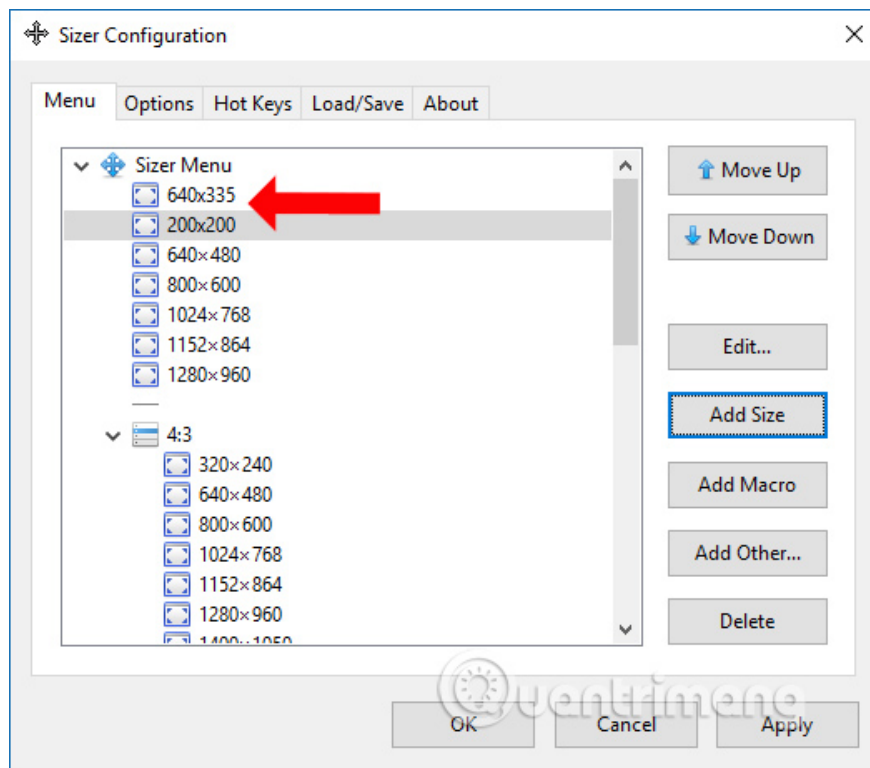 Sizer Configuration
Menu Options Hot Keys Load/Save About
Sizer Menu
640x335
200x200
640×480
800×600
1024×768
1152×864
1280×960
4:3
320×240
640×480
800×600
1024×768
1152×864
1280×960
Move Up
Move Down
Edit...
Add Size
Add Macro
Add Other...
Delete
Quantrimang
OK Cancel Apply